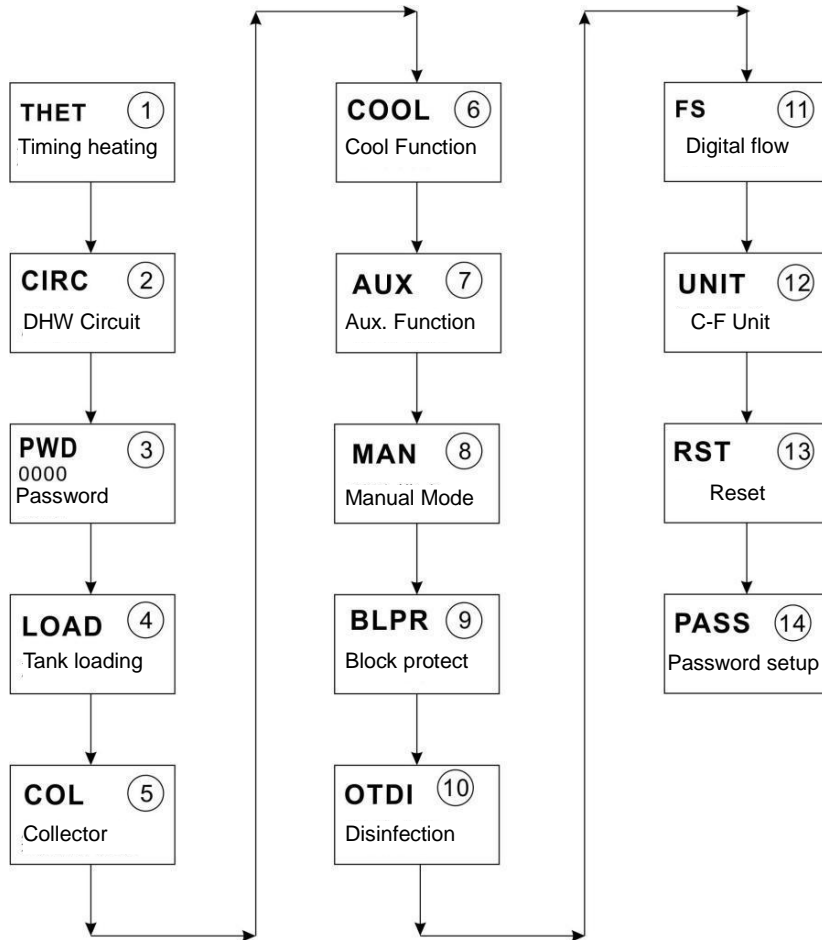 THET 1
Timing heating
CIRC 2
DHW Circuit
PWD 3
0000
Password
LOAD 4
Tank loading
COL 5
Collector
COOL 6
Cool Function
AUX 7
Aux. Function
MAN 8
Manual Mode
BLPR 9
Block protect
OTDI 10
Disinfection
FS 11
Digital flow
UNIT 12
C-F Unit
RST 13
Reset
PASS 14
Password setup